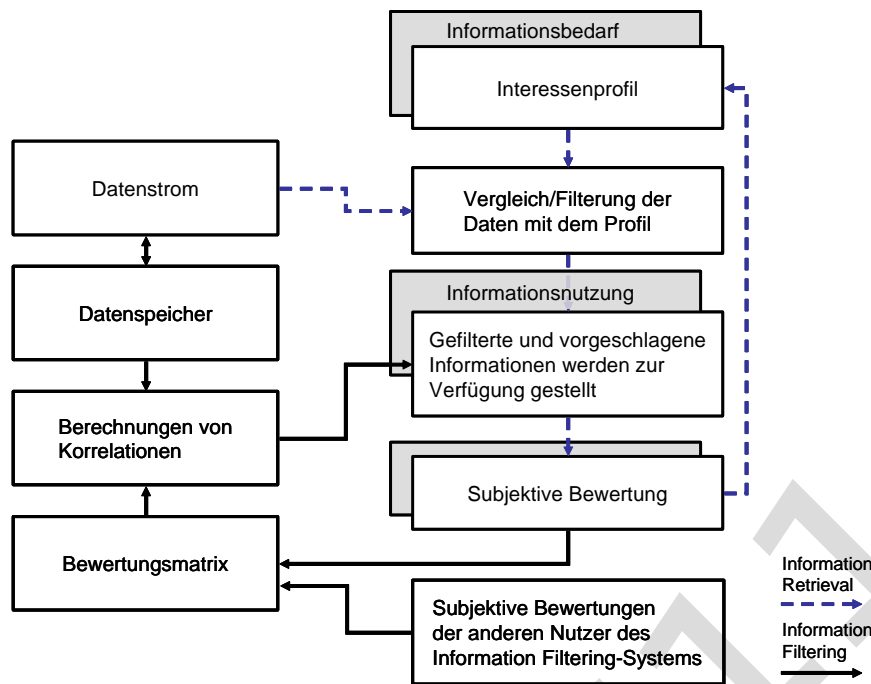 Informationsbedarf
Interessenprofil
Datenstrom
Vergleich/Filterung der
Daten mit dem Profil
Datenspeicher
Informationsnutzung
Gefilterte und vorgeschlagene
Informationen werden zur
Verfügung gestellt
Berechnungen von
Korrelationen
Subjektive Bewertung
Bewertungsmatrix
Subjektive Bewertungen
der anderen Nutzer des
Information Filtering-Systems
Information
Retrieval
Information
Filtering